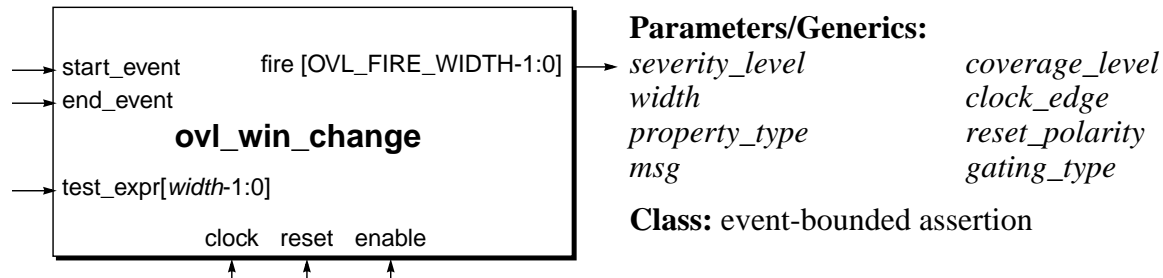 start_event
fire [OVL_FIRE_WIDTH-1:0]
end_event
ovl_win_change
test_expr[width-1:0]
clock reset enable
Parameters/Generics:
severity_level coverage_level
width clock_edge
property_type reset_polarity
msg gating_type
Class: event-bounded assertion